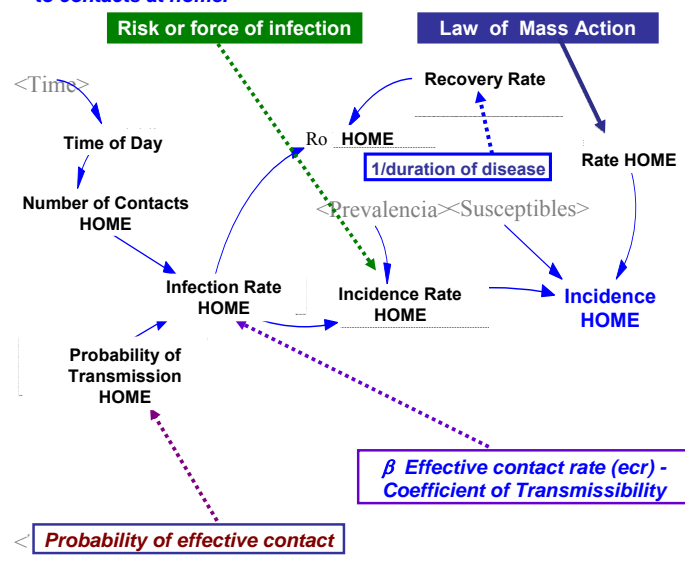 to contacts at home.
Risk or force of infection
Law of Mass Action
<Time>
Recovery Rate
Time of Day
Ro HOME
1/duration of disease
Rate HOME
Number of Contacts
HOME
<Prevalencia>
<Susceptibles>
Infection Rate
HOME
Incidence Rate
HOME
Incidence
HOME
Probability of
Transmission
HOME
β Effective contact rate (ecr) -
Coefficient of Transmissibility
<
Probability of effective contact